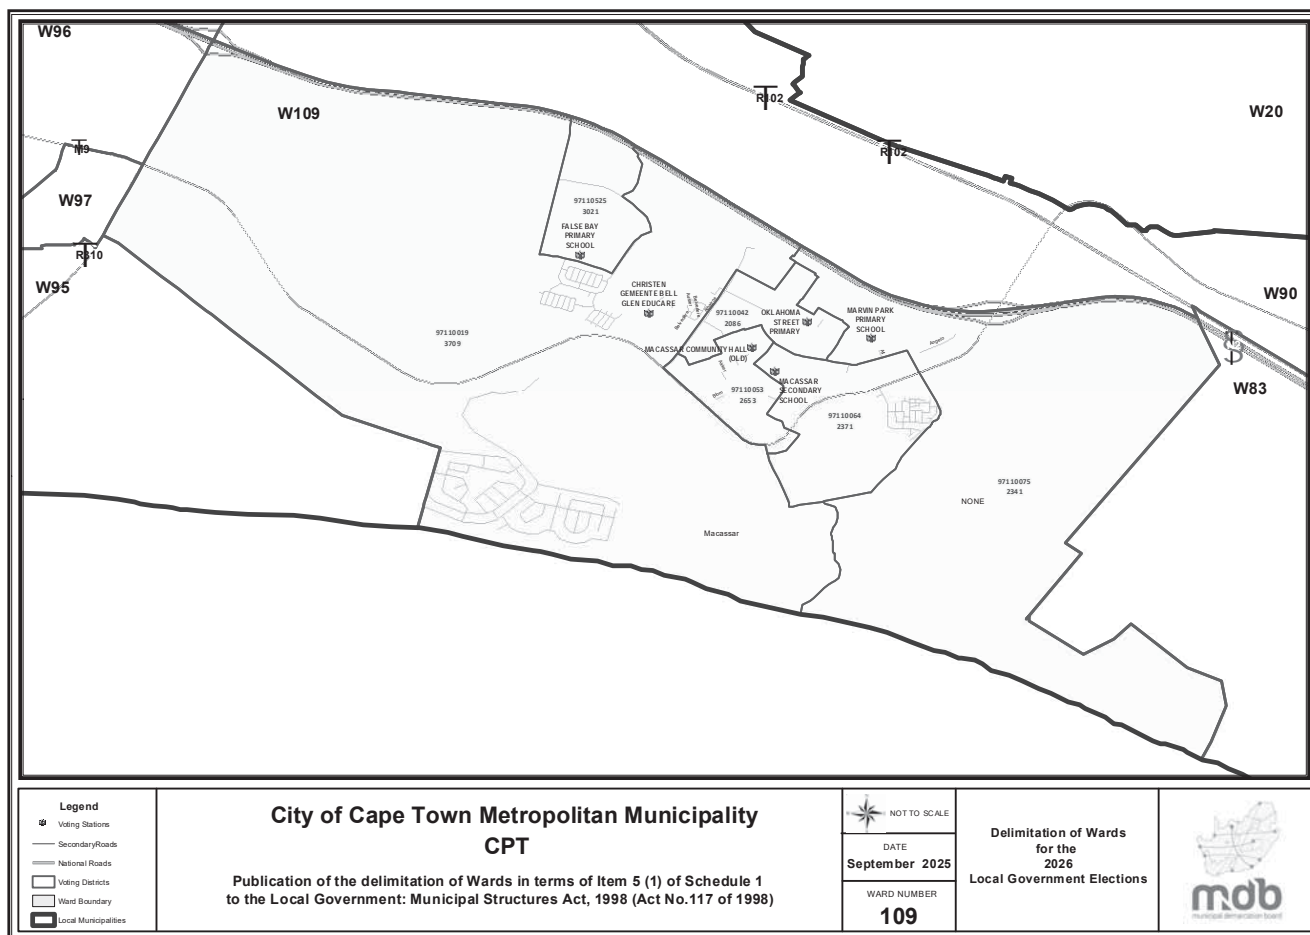 W96
W109
R102
W20
M9
R102
W97
97110525
3021
FALSE BAY
PRIMARY
SCHOOL
R310
W95
CHRISTEN
GEMEENTE BELL
GLEN EDUCARE
W90
97110042
2086
OKLAHOMA
STREET
PRIMARY
MARVIN PARK
PRIMARY
SCHOOL
97110019
3709
MACASSAR COMMUNITY HALL
(OLD)
W83
97110053
2653
MACASSAR
SECONDARY
SCHOOL
97110064
2371
97110075
2341
NONE
Macassar
Legend
Voting Stations
SecondaryRoads
National Roads
Voting Districts
Ward Boundary
Local Municipalities
City of Cape Town Metropolitan Municipality
CPT
Publication of the delimitation of Wards in terms of Item 5 (1) of Schedule 1
to the Local Government: Municipal Structures Act, 1998 (Act No.117 of 1998)
NOT TO SCALE
DATE
September 2025
WARD NUMBER
109
Delimitation of Wards
for the
2026
Local Government Elections
mdb
municipal demarcation board